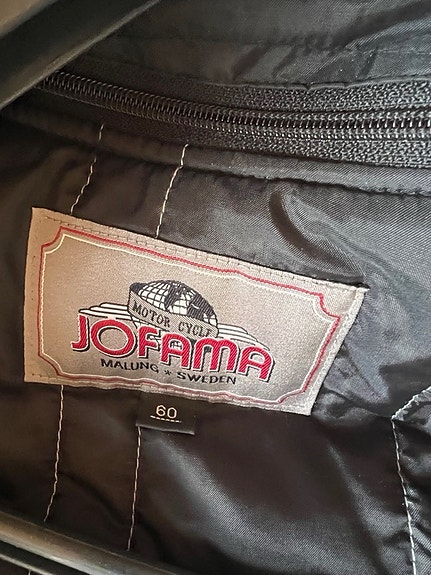 MOTOR CYCLE
JOFAMA
MALUNG ★ SWEDEN
60